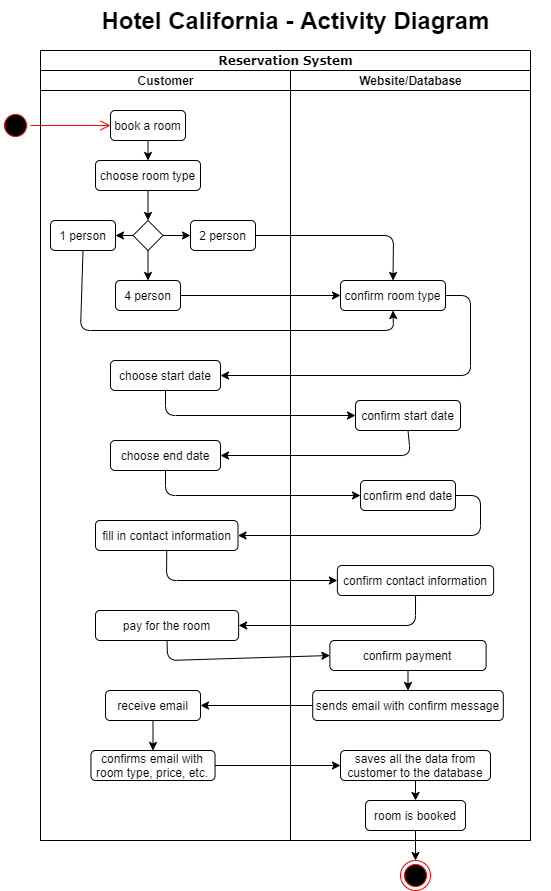 Hotel California - Activity Diagram
Reservation System
Customer
Website/Database
book a room
choose room type
1 person
2 person
4 person
confirm room type
choose start date
confirm start date
choose end date
confirm end date
fill in contact information
confirm contact information
pay for the room
confirm payment
receive email
sends email with confirm message
confirms email with
room type, price, etc.
saves all the data from
customer to the database
room is booked